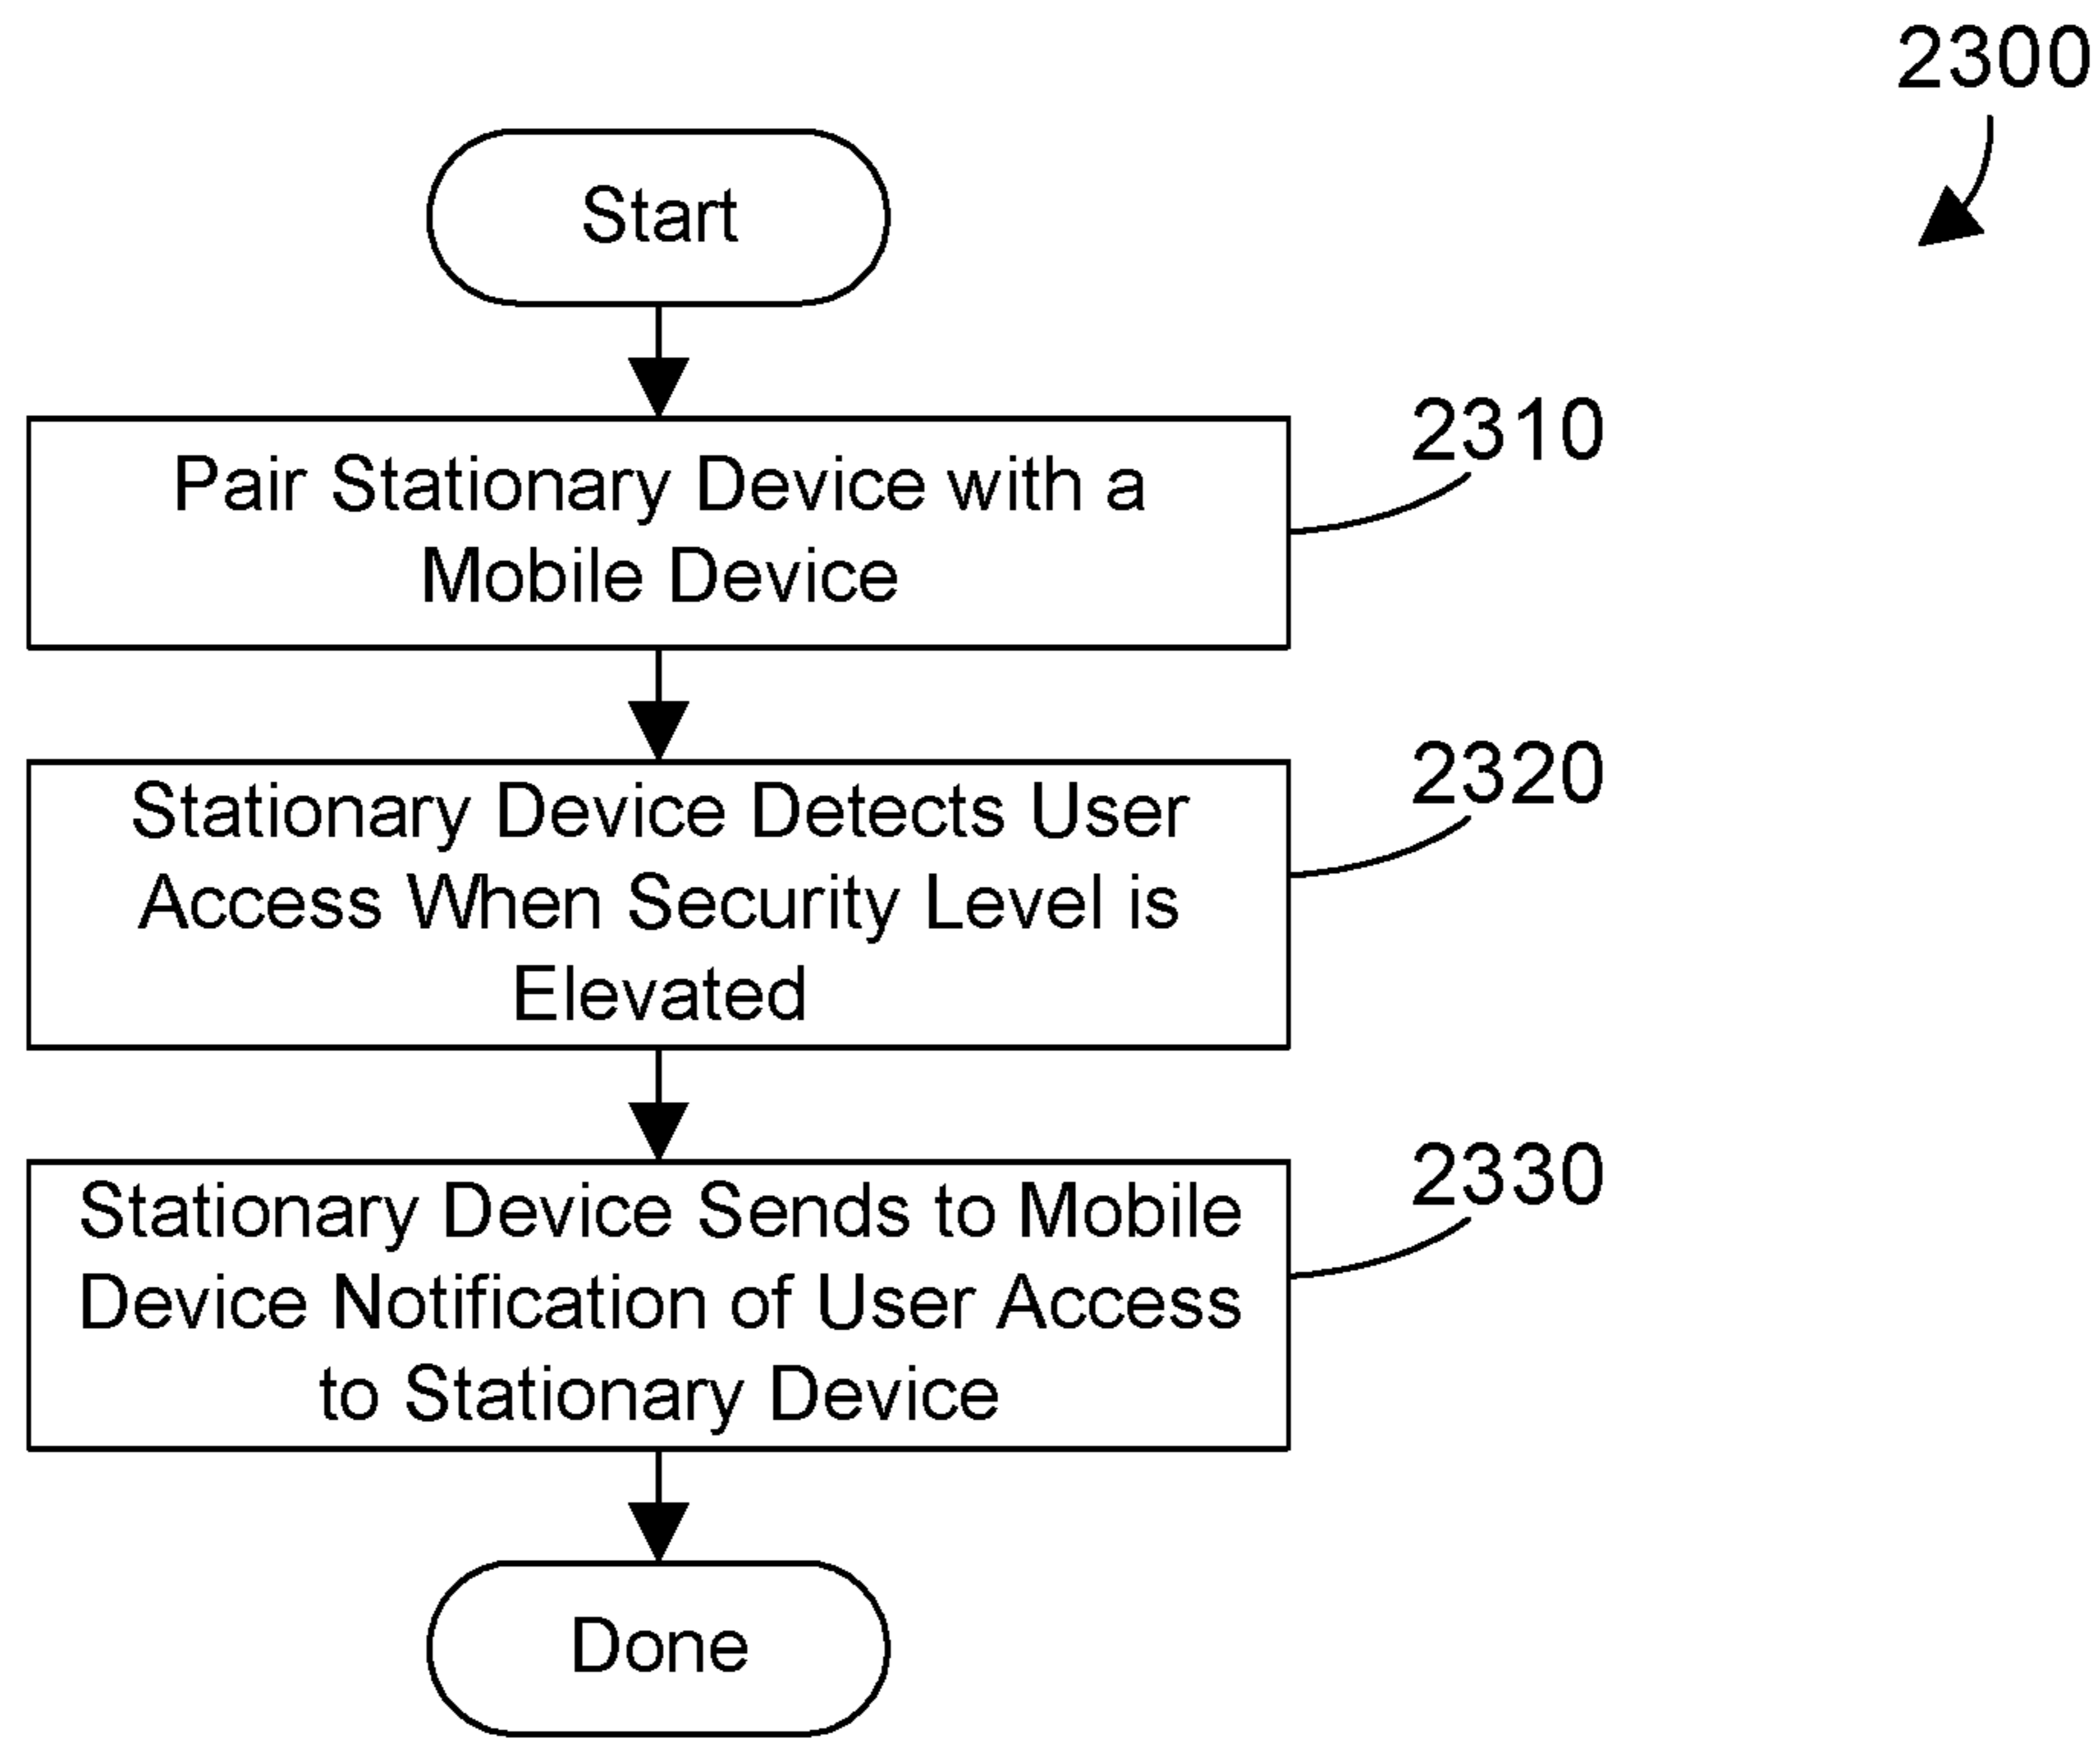 2300
Start
2310
Pair Stationary Device with a
Mobile Device
2320
Stationary Device Detects User
Access When Security Level is
Elevated
2330
Stationary Device Sends to Mobile
Device Notification of User Access
to Stationary Device
Done